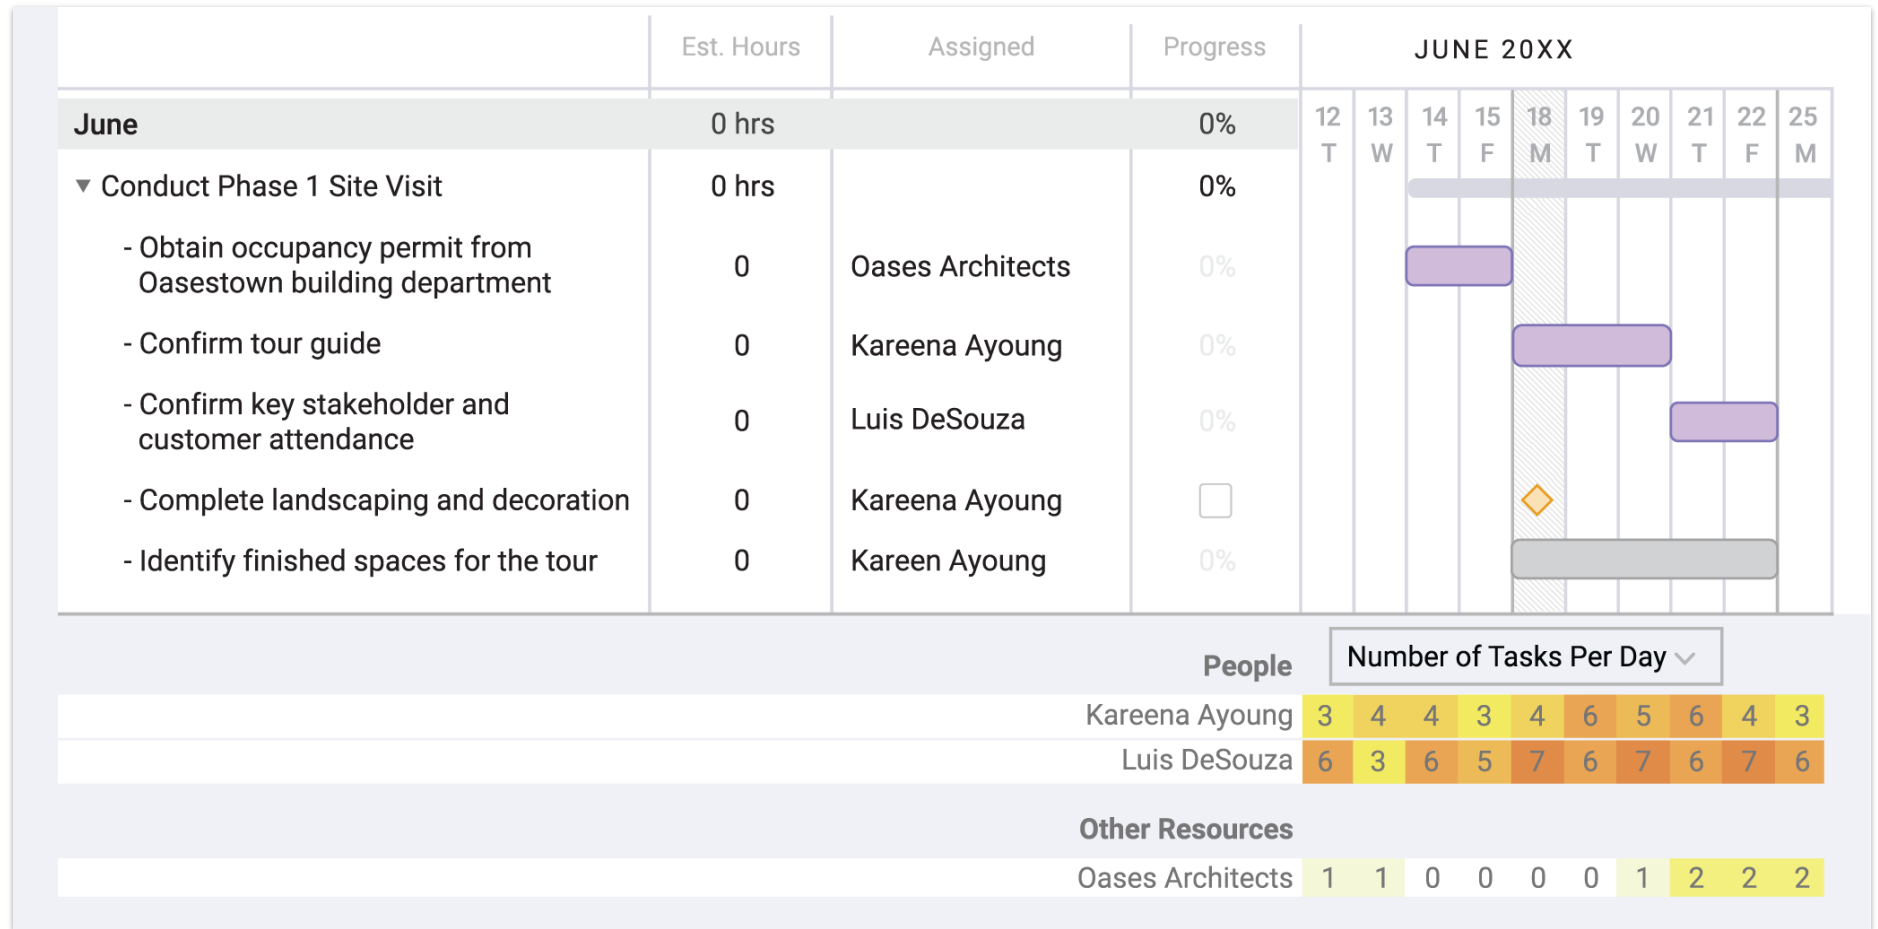 Est. Hours Assigned Progress JUNE 20XX
June 0 hrs 0% 12 13 14 15 18 19 20 21 22 25
T W T F M T W T F M
▼ Conduct Phase 1 Site Visit 0 hrs 0%
- Obtain occupancy permit from
Oasestown building department 0 Oases Architects 0%
- Confirm tour guide 0 Kareena Ayoung 0%
- Confirm key stakeholder and
customer attendance 0 Luis DeSouza 0%
- Complete landscaping and decoration 0 Kareena Ayoung
- Identify finished spaces for the tour 0 Kareen Ayoung 0%
People Number of Tasks Per Day
Kareena Ayoung 3 4 4 3 4 6 5 6 4 3
Luis DeSouza 6 3 6 5 7 6 7 6 7 6
Other Resources
Oases Architects 1 1 0 0 0 0 1 2 2 2